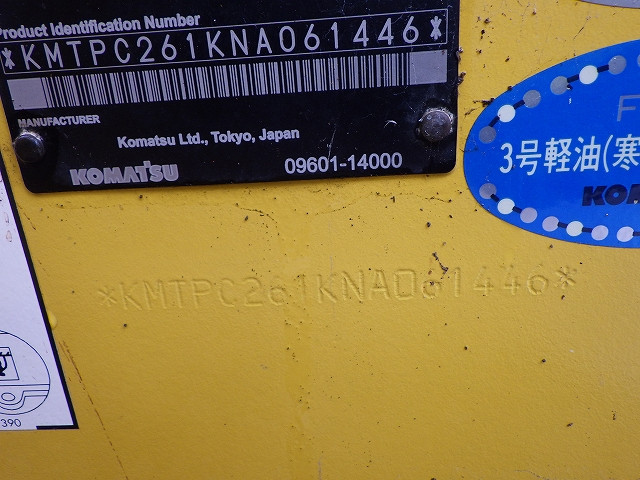 Product Identification Number
*KMTPC261KNA061446*
MANUFACTURER
Komatsu Ltd., Tokyo, Japan
KOMATSU
09601-14000
F
3号軽油(寒
KOM
*KMTPC261KNA061446*
390